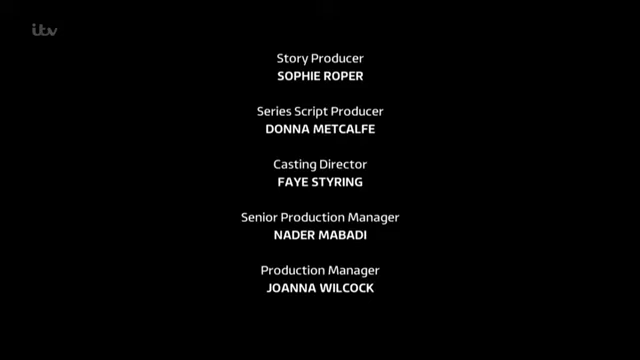 itv
Story Producer
SOPHIE ROPER
Series Script Producer
DONNA METCALFE
Casting Director
FAYE STYRING
Senior Production Manager
NADER MABADI
Production Manager
JOANNA WILCOCK